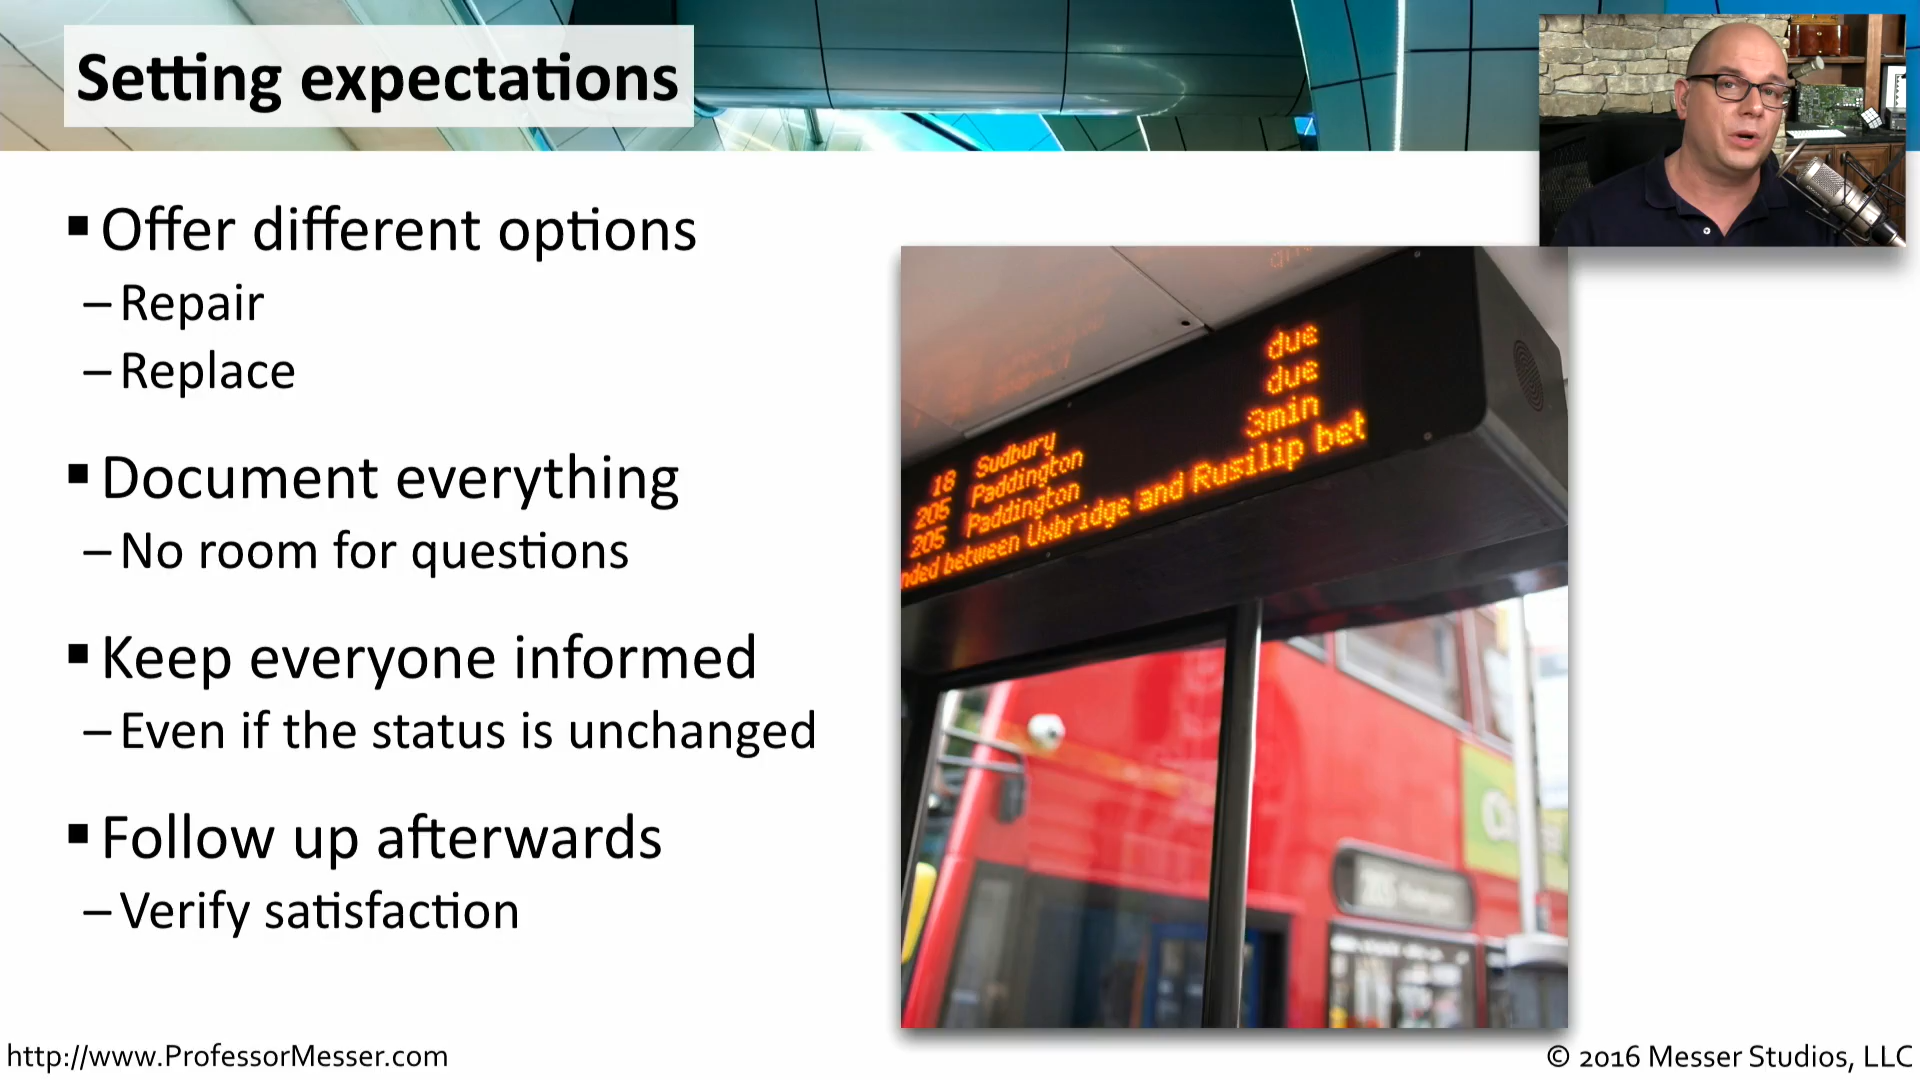 Setting expectations
Offer different options
– Repair
– Replace
Document everything
– No room for questions
Keep everyone informed
– Even if the status is unchanged
Follow up afterwards
– Verify satisfaction
due
due
3min
18 Sudbury
205 Paddington
205 Paddington
nded between Uxbridge and Rusilip bet
http://www.ProfessorMesser.com
© 2016 Messer Studios, LLC